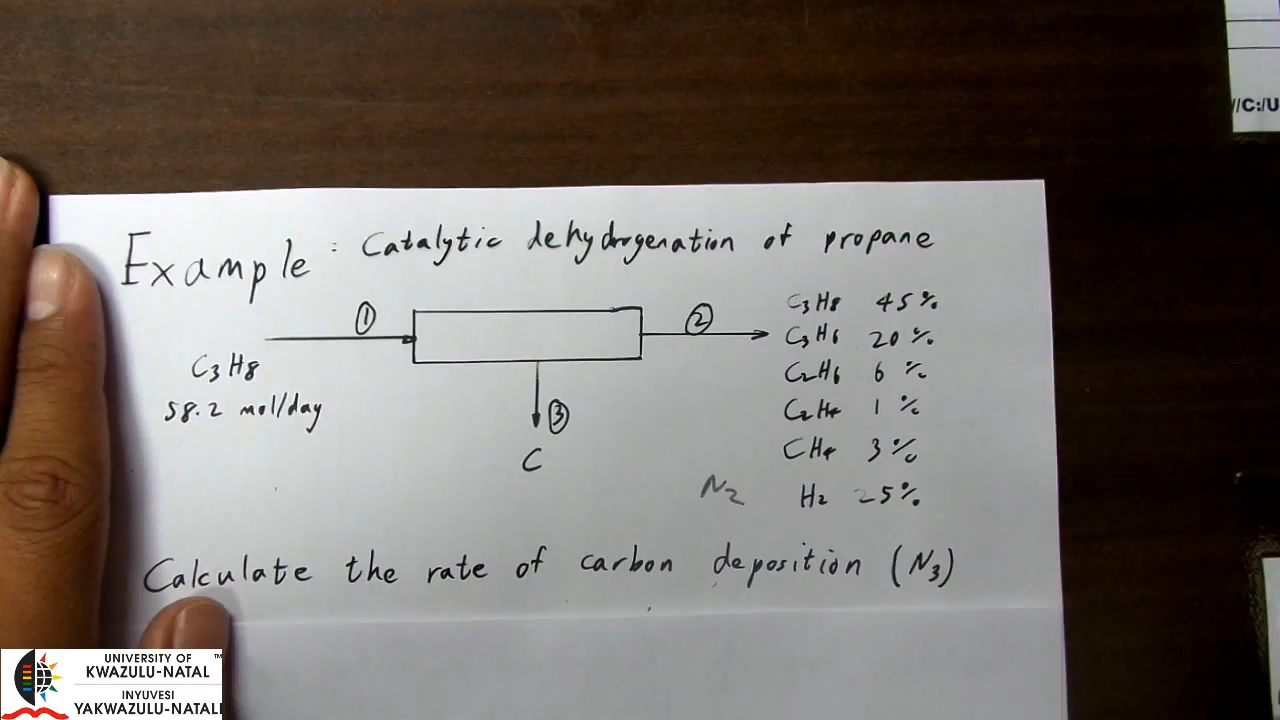 //C:/U
Example : Catalytic dehydrogenation of propane
① ② C3H8 45%
C3H6 20%
C3H8 C2H6 6%
58.2 mol/day ③ C2H4 1%
C CH4 3%
N2 H2 25%
Calculate the rate of carbon deposition (N3)
UNIVERSITY OF ™
KWAZULU-NATAL
INYUVESI
YAKWAZULU-NATALI